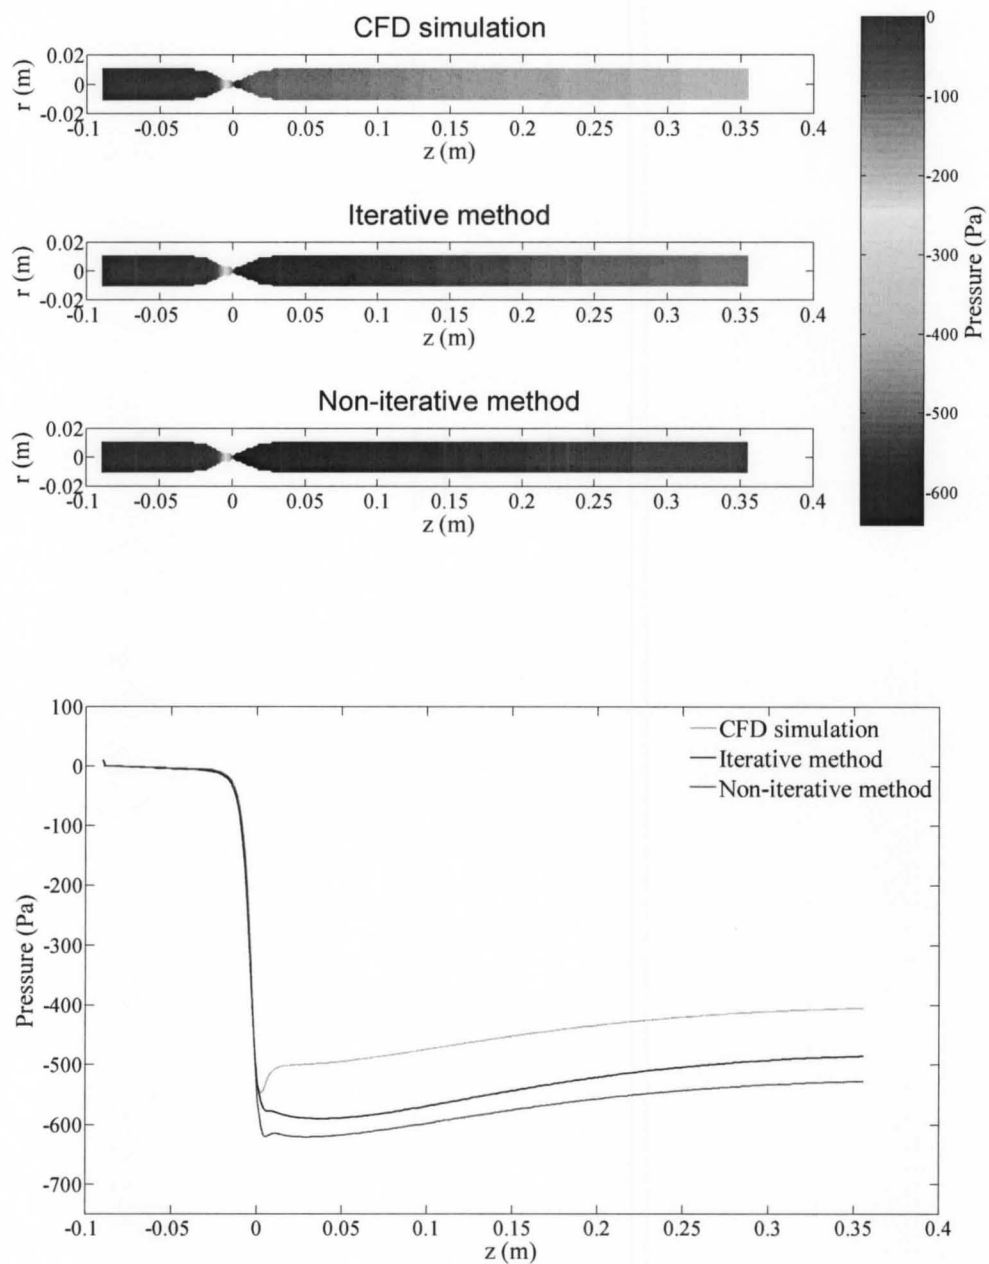 CFD simulation
r (m)
0.02
0
-0.02
-0.1 -0.05 0 0.05 0.1 0.15 0.2 0.25 0.3 0.35 0.4
z (m)
Iterative method
r (m)
0.02
0
-0.02
-0.1 -0.05 0 0.05 0.1 0.15 0.2 0.25 0.3 0.35 0.4
z (m)
Non-iterative method
r (m)
0.02
0
-0.02
-0.1 -0.05 0 0.05 0.1 0.15 0.2 0.25 0.3 0.35 0.4
z (m)
0
-100
-200
-300
-400
-500
-600
Pressure (Pa)
100
0
-100
-200
-300
-400
-500
-600
-700
Pressure (Pa)
CFD simulation
Iterative method
Non-iterative method
-0.1 -0.05 0 0.05 0.1 0.15 0.2 0.25 0.3 0.35 0.4
z (m)